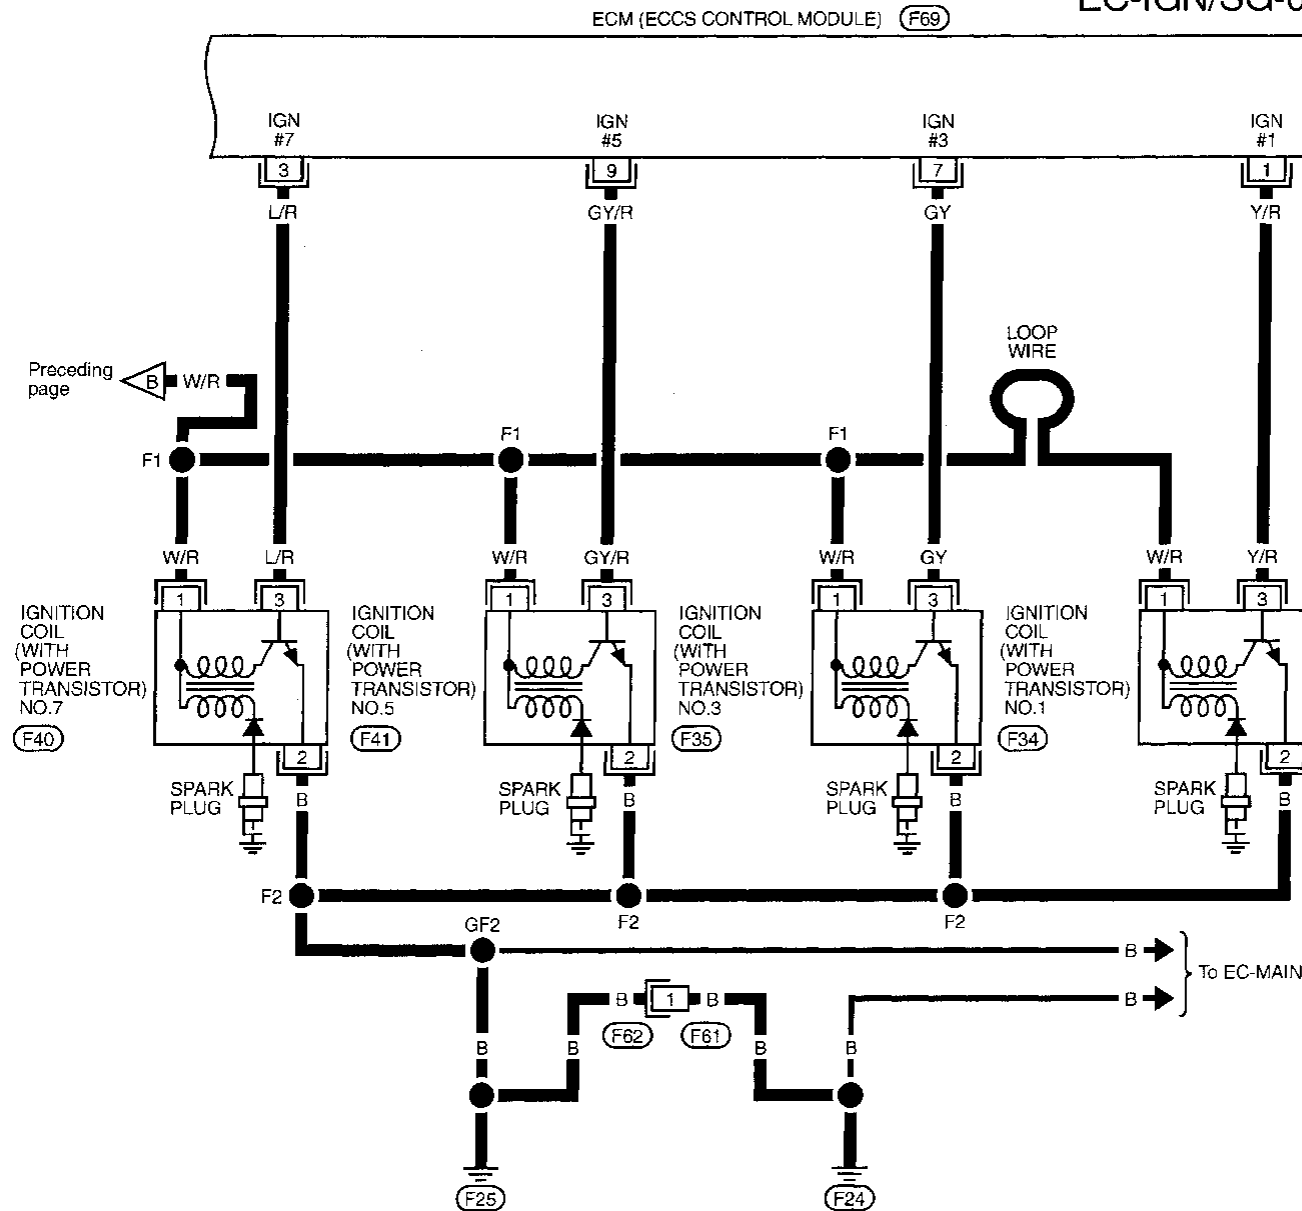 EC-IGN/SG-0
ECM (ECCS CONTROL MODULE) F69
IGN #7
IGN #5
IGN #3
IGN #1
3
9
7
1
L/R
GY/R
GY
Y/R
LOOP
WIRE
Preceding
page
B
W/R
F1
F1
F1
W/R
L/R
W/R
GY/R
W/R
GY
W/R
Y/R
1
3
1
3
1
3
1
3
IGNITION
COIL
(WITH
POWER
TRANSISTOR)
NO.7
F40
IGNITION
COIL
(WITH
POWER
TRANSISTOR)
NO.5
F41
IGNITION
COIL
(WITH
POWER
TRANSISTOR)
NO.3
F35
IGNITION
COIL
(WITH
POWER
TRANSISTOR)
NO.1
F34
2
2
2
2
SPARK
PLUG
B
SPARK
PLUG
B
SPARK
PLUG
B
SPARK
PLUG
B
F2
F2
F2
GF2
B
To EC-MAIN
B
B
1
B
F62
F61
B
B
B
B
F25
F24